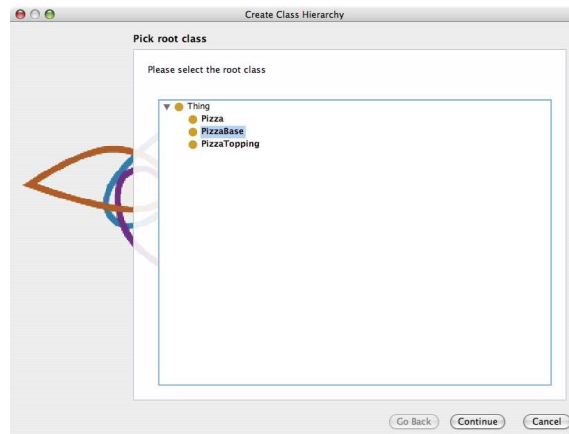 Create Class Hierarchy
Pick root class
Please select the root class
Thing
Pizza
PizzaBase
PizzaTopping
Go Back Continue Cancel